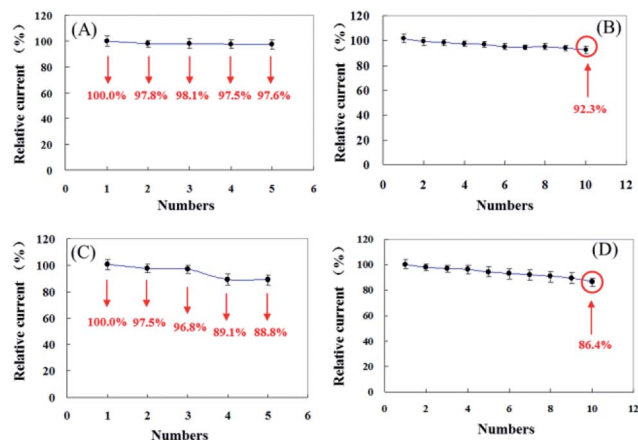 (A)
Relative current (%)
120
100
80
60
40
20
0
100.0% 97.8% 98.1% 97.5% 97.6%
0 1 2 3 4 5 6
Numbers
(B)
Relative current (%)
120
100
80
60
40
20
0
92.3%
0 2 4 6 8 10 12
Numbers
(C)
Relative current (%)
120
100
80
60
40
20
0
100.0% 97.5% 96.8% 89.1% 88.8%
0 1 2 3 4 5 6
Numbers
(D)
Relative current (%)
120
100
80
60
40
20
0
86.4%
0 2 4 6 8 10 12
Numbers